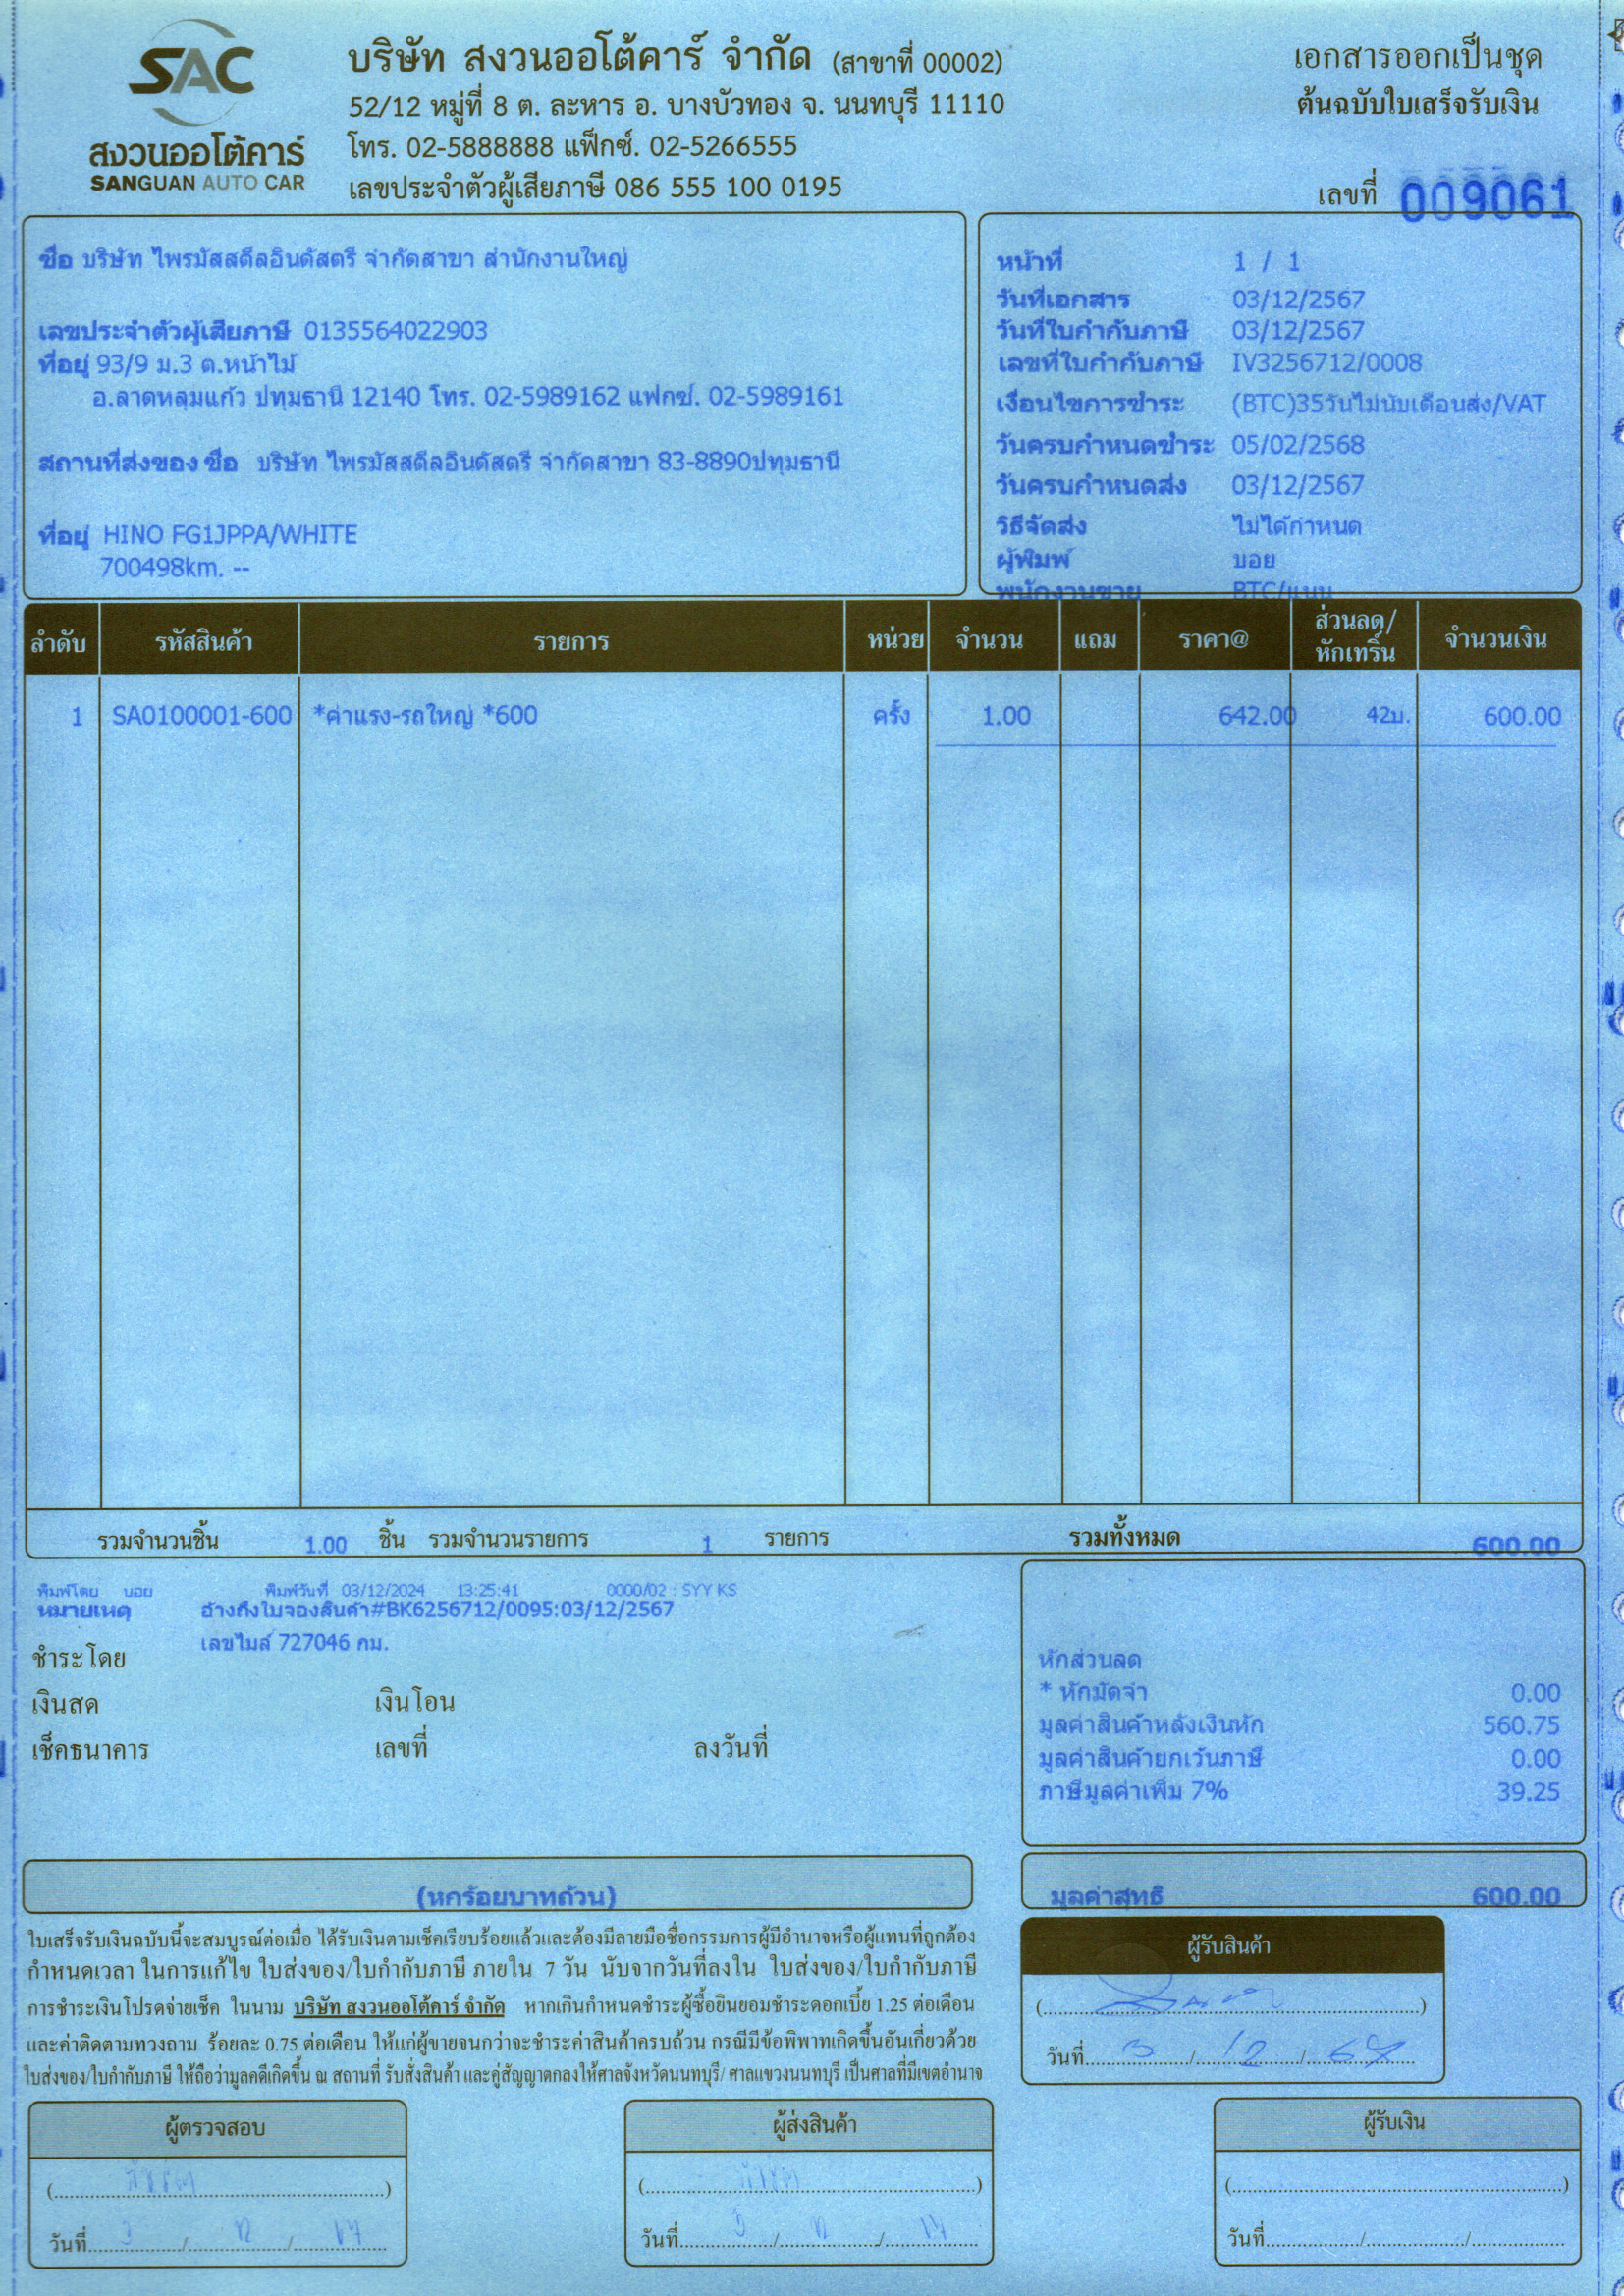 SAC
สงวนออโต้คาร์
SANGUAN AUTO CAR
บริษัท สงวนออโต้คาร์ จำกัด (สาขาที่ 00002)
52/12 หมู่ที่ 8 ต. ละหาร อ. บางบัวทอง จ. นนทบุรี 11110
โทร. 02-5888888 แฟ็กซ์. 02-5266555
เลขประจำตัวผู้เสียภาษี 086 555 100 0195
เอกสารออกเป็นชุด
ต้นฉบับใบเสร็จรับเงิน
เลขที่ 009061
ชื่อ บริษัท ไพรมัสสตีลอินดัสตรี จำกัดสาขา สำนักงานใหญ่
เลขประจำตัวผู้เสียภาษี 0135564022903
ที่อยู่ 93/9 ม.3 ต.หน้าไม้
อ.ลาดหลุมแก้ว ปทุมธานี 12140 โทร. 02-5989162 แฟกซ์. 02-5989161
สถานที่ส่งของ ชื่อ บริษัท ไพรมัสสตีลอินดัสตรี จำกัดสาขา 83-8890ปทุมธานี
ที่อยู่ HINO FG1JPPA/WHITE
700498km. --
หน้าที่ 1 / 1
วันที่เอกสาร 03/12/2567
วันที่ใบกำกับภาษี 03/12/2567
เลขที่ใบกำกับภาษี IV3256712/0008
เงื่อนไขการชำระ (BTC)35วันไม่นับเดือนส่ง/VAT
วันครบกำหนดชำระ 05/02/2568
วันครบกำหนดส่ง 03/12/2567
วิธีจัดส่ง ไม่ได้กำหนด
ผู้พิมพ์ บอย
พนักงานขาย BTC/แนน
ลำดับ รหัสสินค้า รายการ หน่วย จำนวน แถม ราคา@ ส่วนลด/หักเทริ์น จำนวนเงิน
1 SA0100001-600 *ค่าแรง-รถใหญ่ *600 ครั้ง 1.00 642.00 42บ. 600.00
รวมจำนวนชิ้น 1.00 ชิ้น รวมจำนวนรายการ 1 รายการ รวมทั้งหมด 600.00
พิมพ์โดย บอย พิมพ์วันที่ 03/12/2024 13:25:41 0000/02 : SYY KS
หมายเหตุ อ้างถึงใบจองสินค้า#BK6256712/0095:03/12/2567
เลขไมล์ 727046 กม.
ชำระโดย
เงินสด เงินโอน
เช็คธนาคาร เลขที่ ลงวันที่
หักส่วนลด
* หักมัดจำ 0.00
มูลค่าสินค้าหลังเงินหัก 560.75
มูลค่าสินค้ายกเว้นภาษี 0.00
ภาษีมูลค่าเพิ่ม 7% 39.25
(หกร้อยบาทถ้วน)
มูลค่าสุทธิ 600.00
ใบเสร็จรับเงินฉบับนี้จะสมบูรณ์ต่อเมื่อ ได้รับเงินตามเช็คเรียบร้อยแล้วและต้องมีลายมือชื่อกรรมการผู้มีอำนาจหรือผู้แทนที่ถูกต้อง
กำหนดเวลา ในการแก้ไข ใบส่งของ/ใบกำกับภาษี ภายใน 7 วัน นับจากวันที่ลงใน ใบส่งของ/ใบกำกับภาษี
การชำระเงินโปรดจ่ายเช็ค ในนาม บริษัท สงวนออโต้คาร์ จำกัด หากเกินกำหนดชำระผู้ซื้อยินยอมชำระดอกเบี้ย 1.25 ต่อเดือน
และค่าติดตามทวงถาม ร้อยละ 0.75 ต่อเดือน ให้แก่ผู้ขายจนกว่าจะชำระค่าสินค้าครบถ้วน กรณีมีข้อพิพาทเกิดขึ้นอันเกี่ยวด้วย
ใบส่งของ/ใบกำกับภาษี ให้ถือว่ามูลคดีเกิดขึ้น ณ สถานที่ รับสั่งสินค้า และคู่สัญญาตกลงให้ศาลจังหวัดนนทบุรี/ ศาลแขวงนนทบุรี เป็นศาลที่มีเขตอำนาจ
ผู้รับสินค้า
วันที่ 3 / 12 / 67
ผู้ตรวจสอบ
วันที่ 3 / 12 / 67
ผู้ส่งสินค้า
วันที่ 3 / 12 / 67
ผู้รับเงิน
วันที่